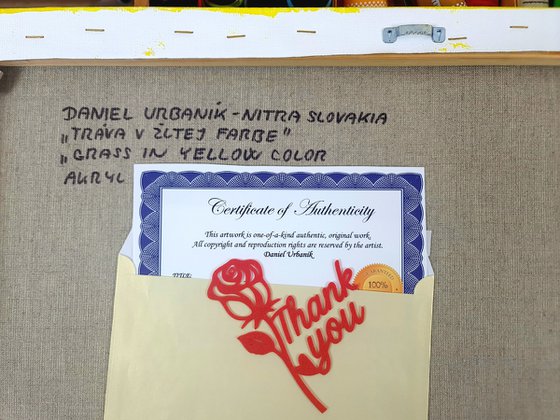 DANIEL URBANÍK - NITRA SLOVAKIA
„TRÁVA V ŽLTEJ FARBE"
„GRASS IN YELLOW COLOR
AKRYL
Certificate of Authenticity
This artwork is one-of-a-kind authentic, original work.
All copyright and reproduction rights are reserved by the artist.
Daniel Urbanik
Thank
you
100%